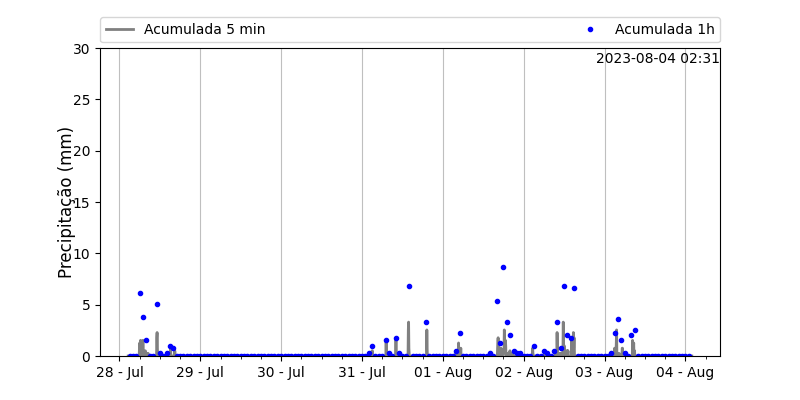 Acumulada 5 min
Acumulada 1h
2023-08-04 02:31
Precipitação (mm)
30
25
20
15
10
5
0
28 - Jul
29 - Jul
30 - Jul
31 - Jul
01 - Aug
02 - Aug
03 - Aug
04 - Aug